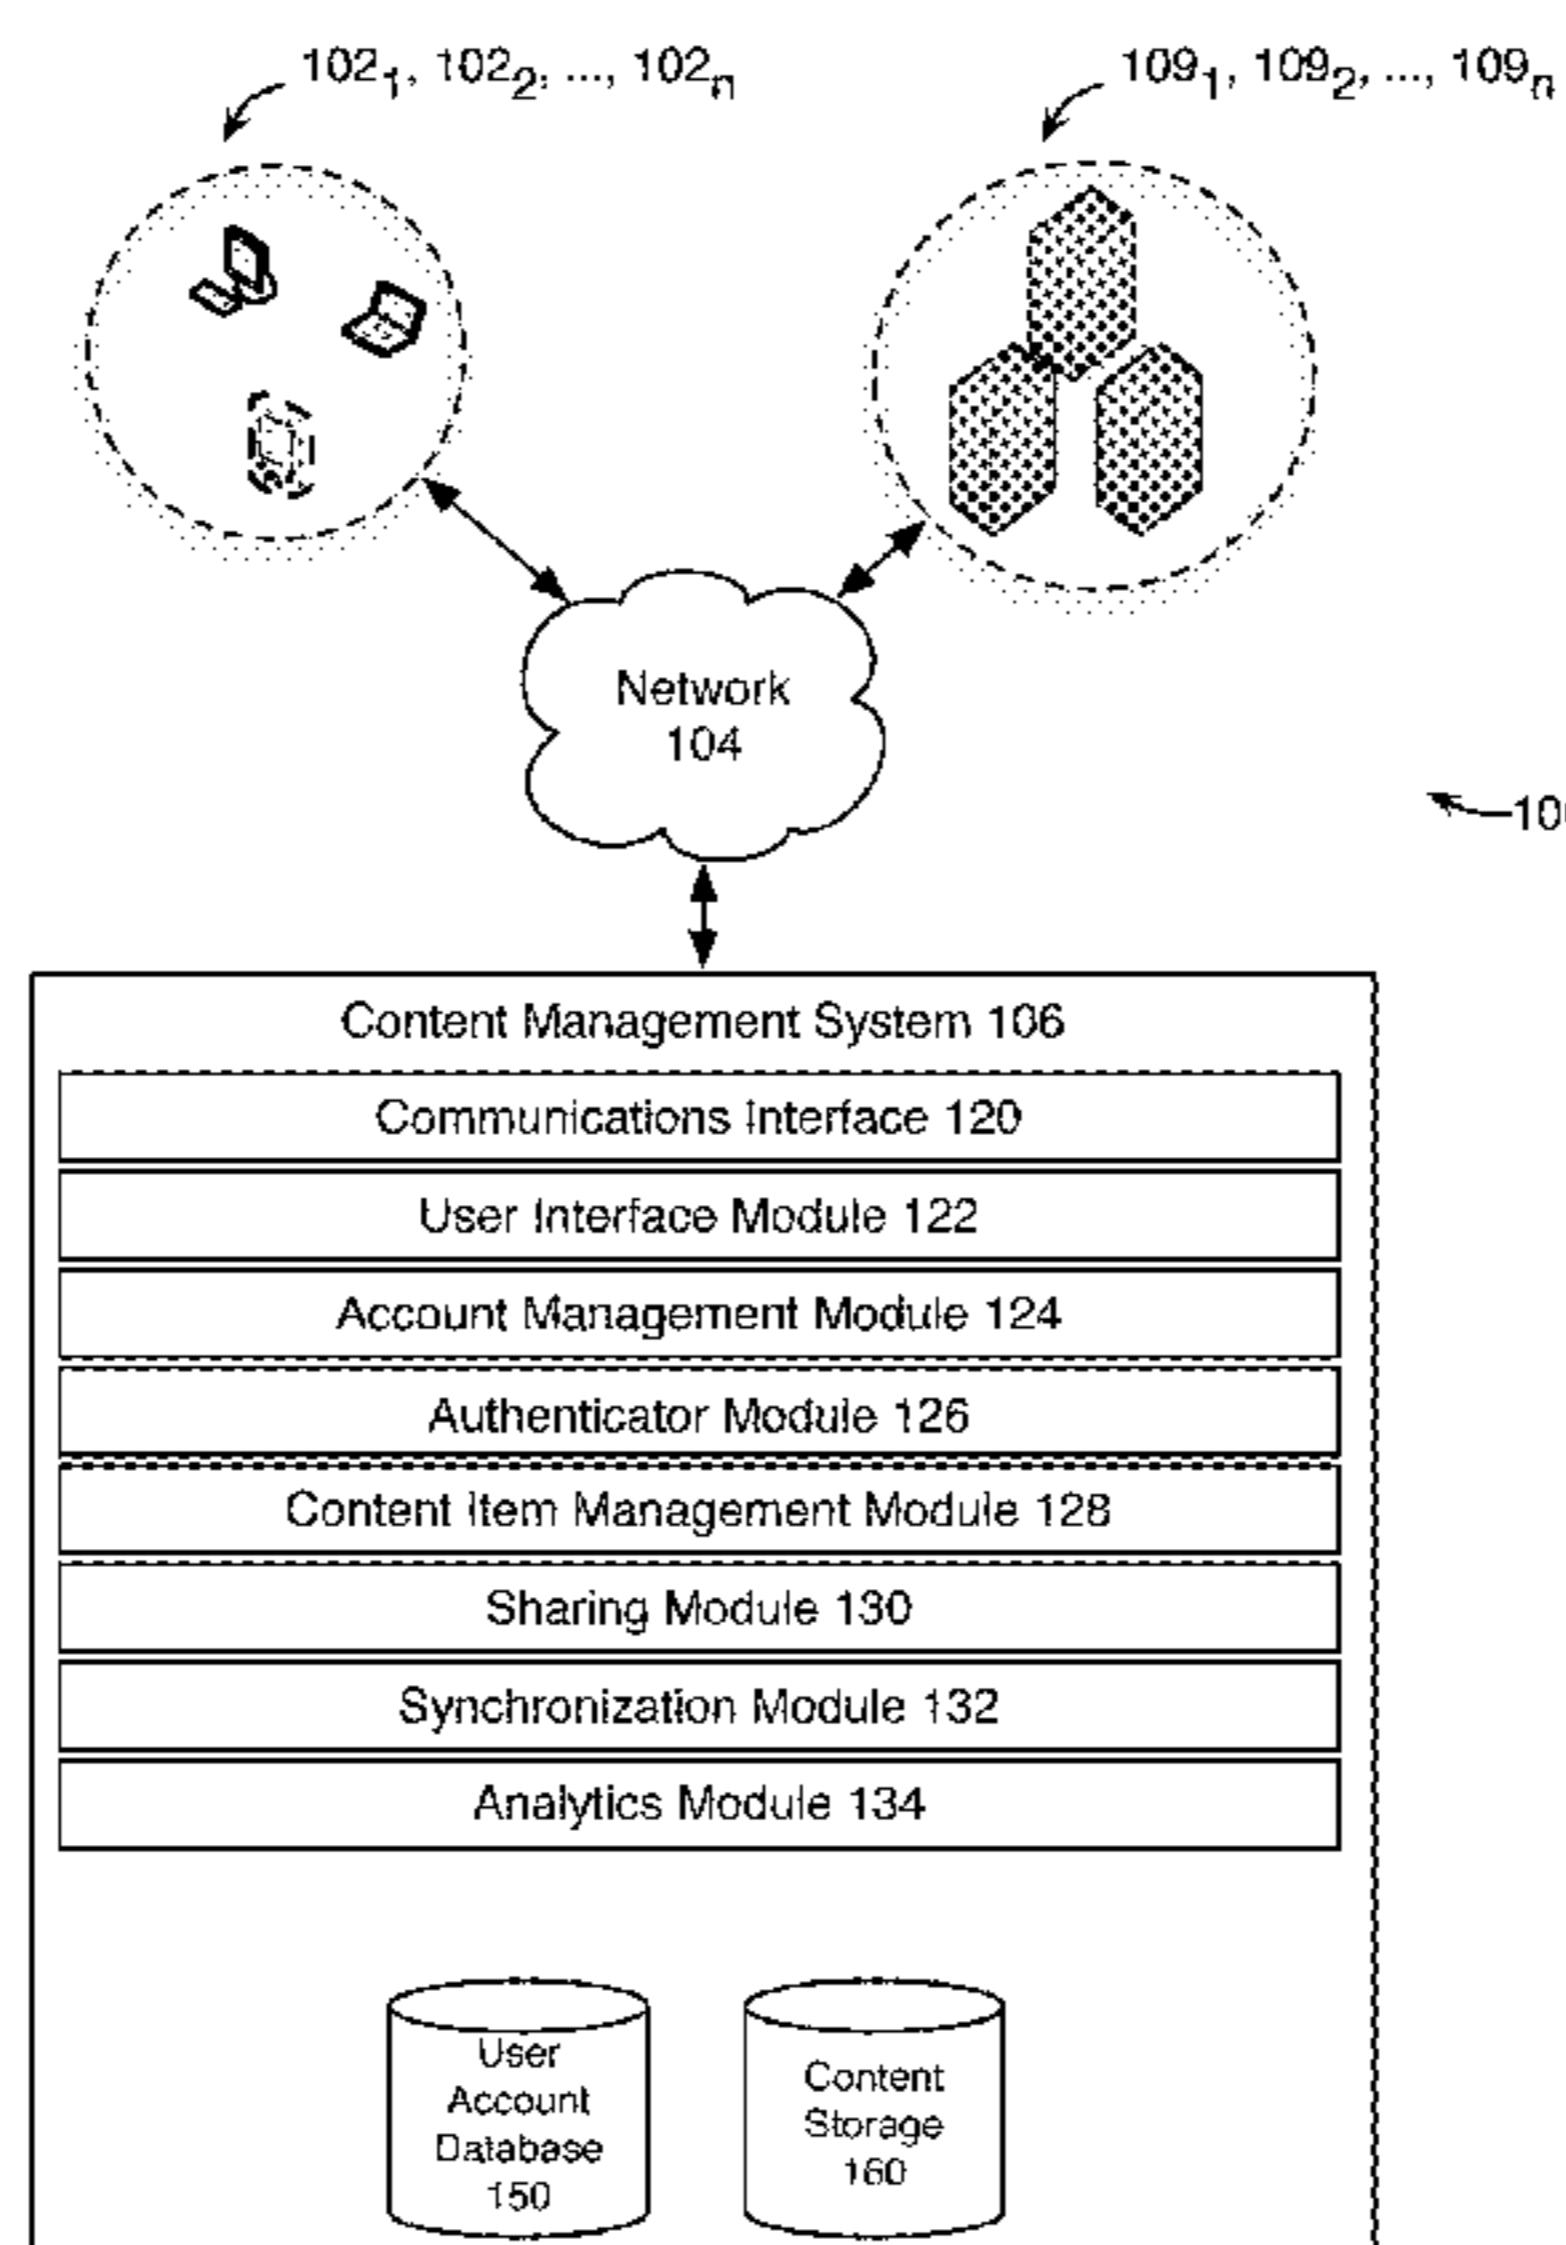 102₁, 102₂, ..., 102ₙ
109₁, 109₂, ..., 109ₙ
Network
104
Content Management System 106
Communications Interface 120
User Interface Module 122
Account Management Module 124
Authenticator Module 126
Content Item Management Module 128
Sharing Module 130
Synchronization Module 132
Analytics Module 134
User
Account
Database
150
Content
Storage
160